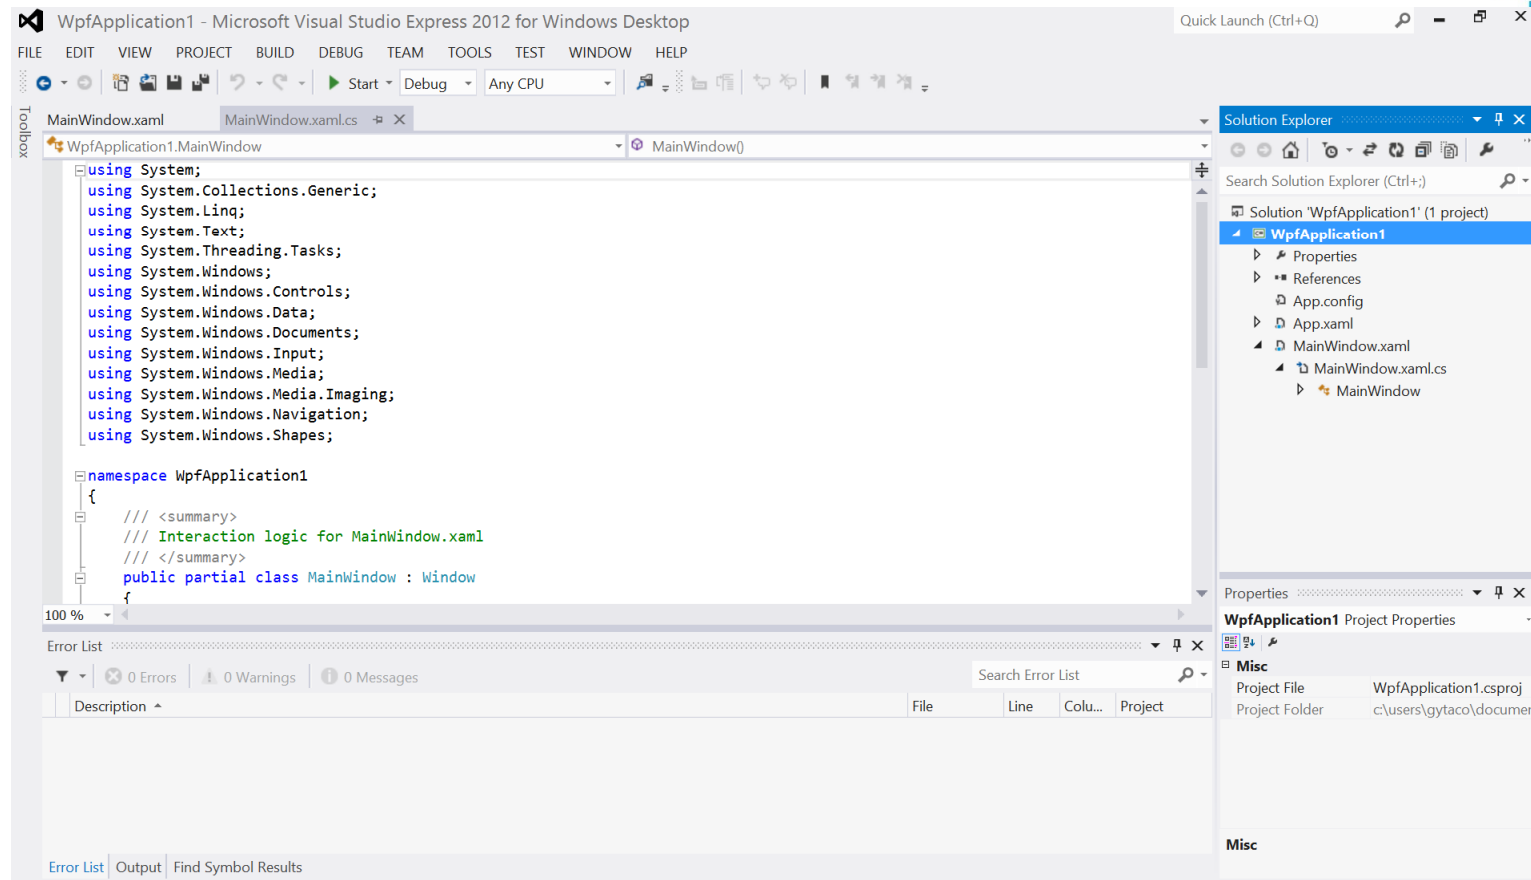 WpfApplication1 - Microsoft Visual Studio Express 2012 for Windows Desktop
Quick Launch (Ctrl+Q)
FILE EDIT VIEW PROJECT BUILD DEBUG TEAM TOOLS TEST WINDOW HELP
Start Debug Any CPU
Toolbox
MainWindow.xaml MainWindow.xaml.cs
WpfApplication1.MainWindow MainWindow()
using System;
using System.Collections.Generic;
using System.Linq;
using System.Text;
using System.Threading.Tasks;
using System.Windows;
using System.Windows.Controls;
using System.Windows.Data;
using System.Windows.Documents;
using System.Windows.Input;
using System.Windows.Media;
using System.Windows.Media.Imaging;
using System.Windows.Navigation;
using System.Windows.Shapes;
namespace WpfApplication1
{
/// <summary>
/// Interaction logic for MainWindow.xaml
/// </summary>
public partial class MainWindow : Window
{
100 %
Error List
0 Errors 0 Warnings 0 Messages
Search Error List
Description File Line Colu... Project
Error List Output Find Symbol Results
Solution Explorer
Search Solution Explorer (Ctrl+;)
Solution 'WpfApplication1' (1 project)
WpfApplication1
Properties
References
App.config
App.xaml
MainWindow.xaml
MainWindow.xaml.cs
MainWindow
Properties
WpfApplication1 Project Properties
Misc
Project File WpfApplication1.csproj
Project Folder c:\users\gytaco\documen
Misc